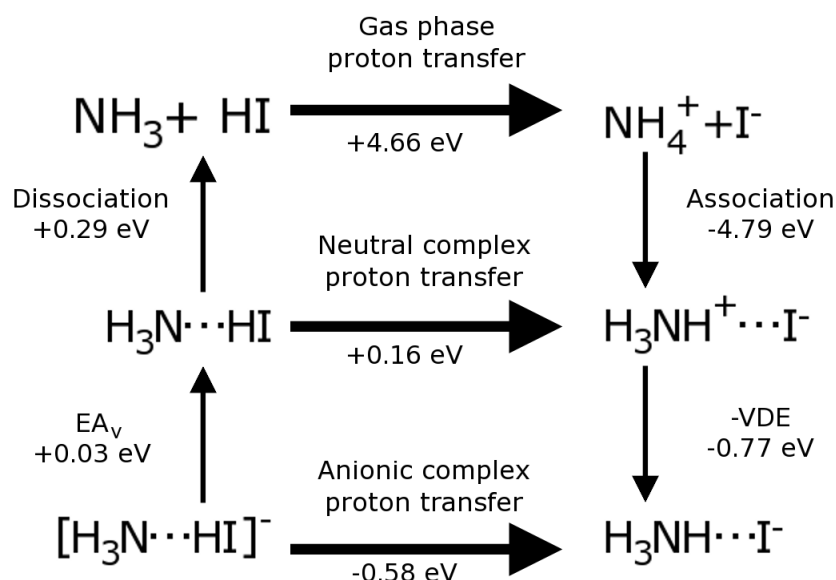 Gas phase
proton transfer
NH₃+ HI
NH₄⁺+I⁻
+4.66 eV
Dissociation
+0.29 eV
Association
-4.79 eV
Neutral complex
proton transfer
H₃N⋯HI
H₃NH⁺⋯I⁻
+0.16 eV
EAᵥ
+0.03 eV
-VDE
-0.77 eV
Anionic complex
proton transfer
[H₃N⋯HI]⁻
H₃NH⋯I⁻
-0.58 eV